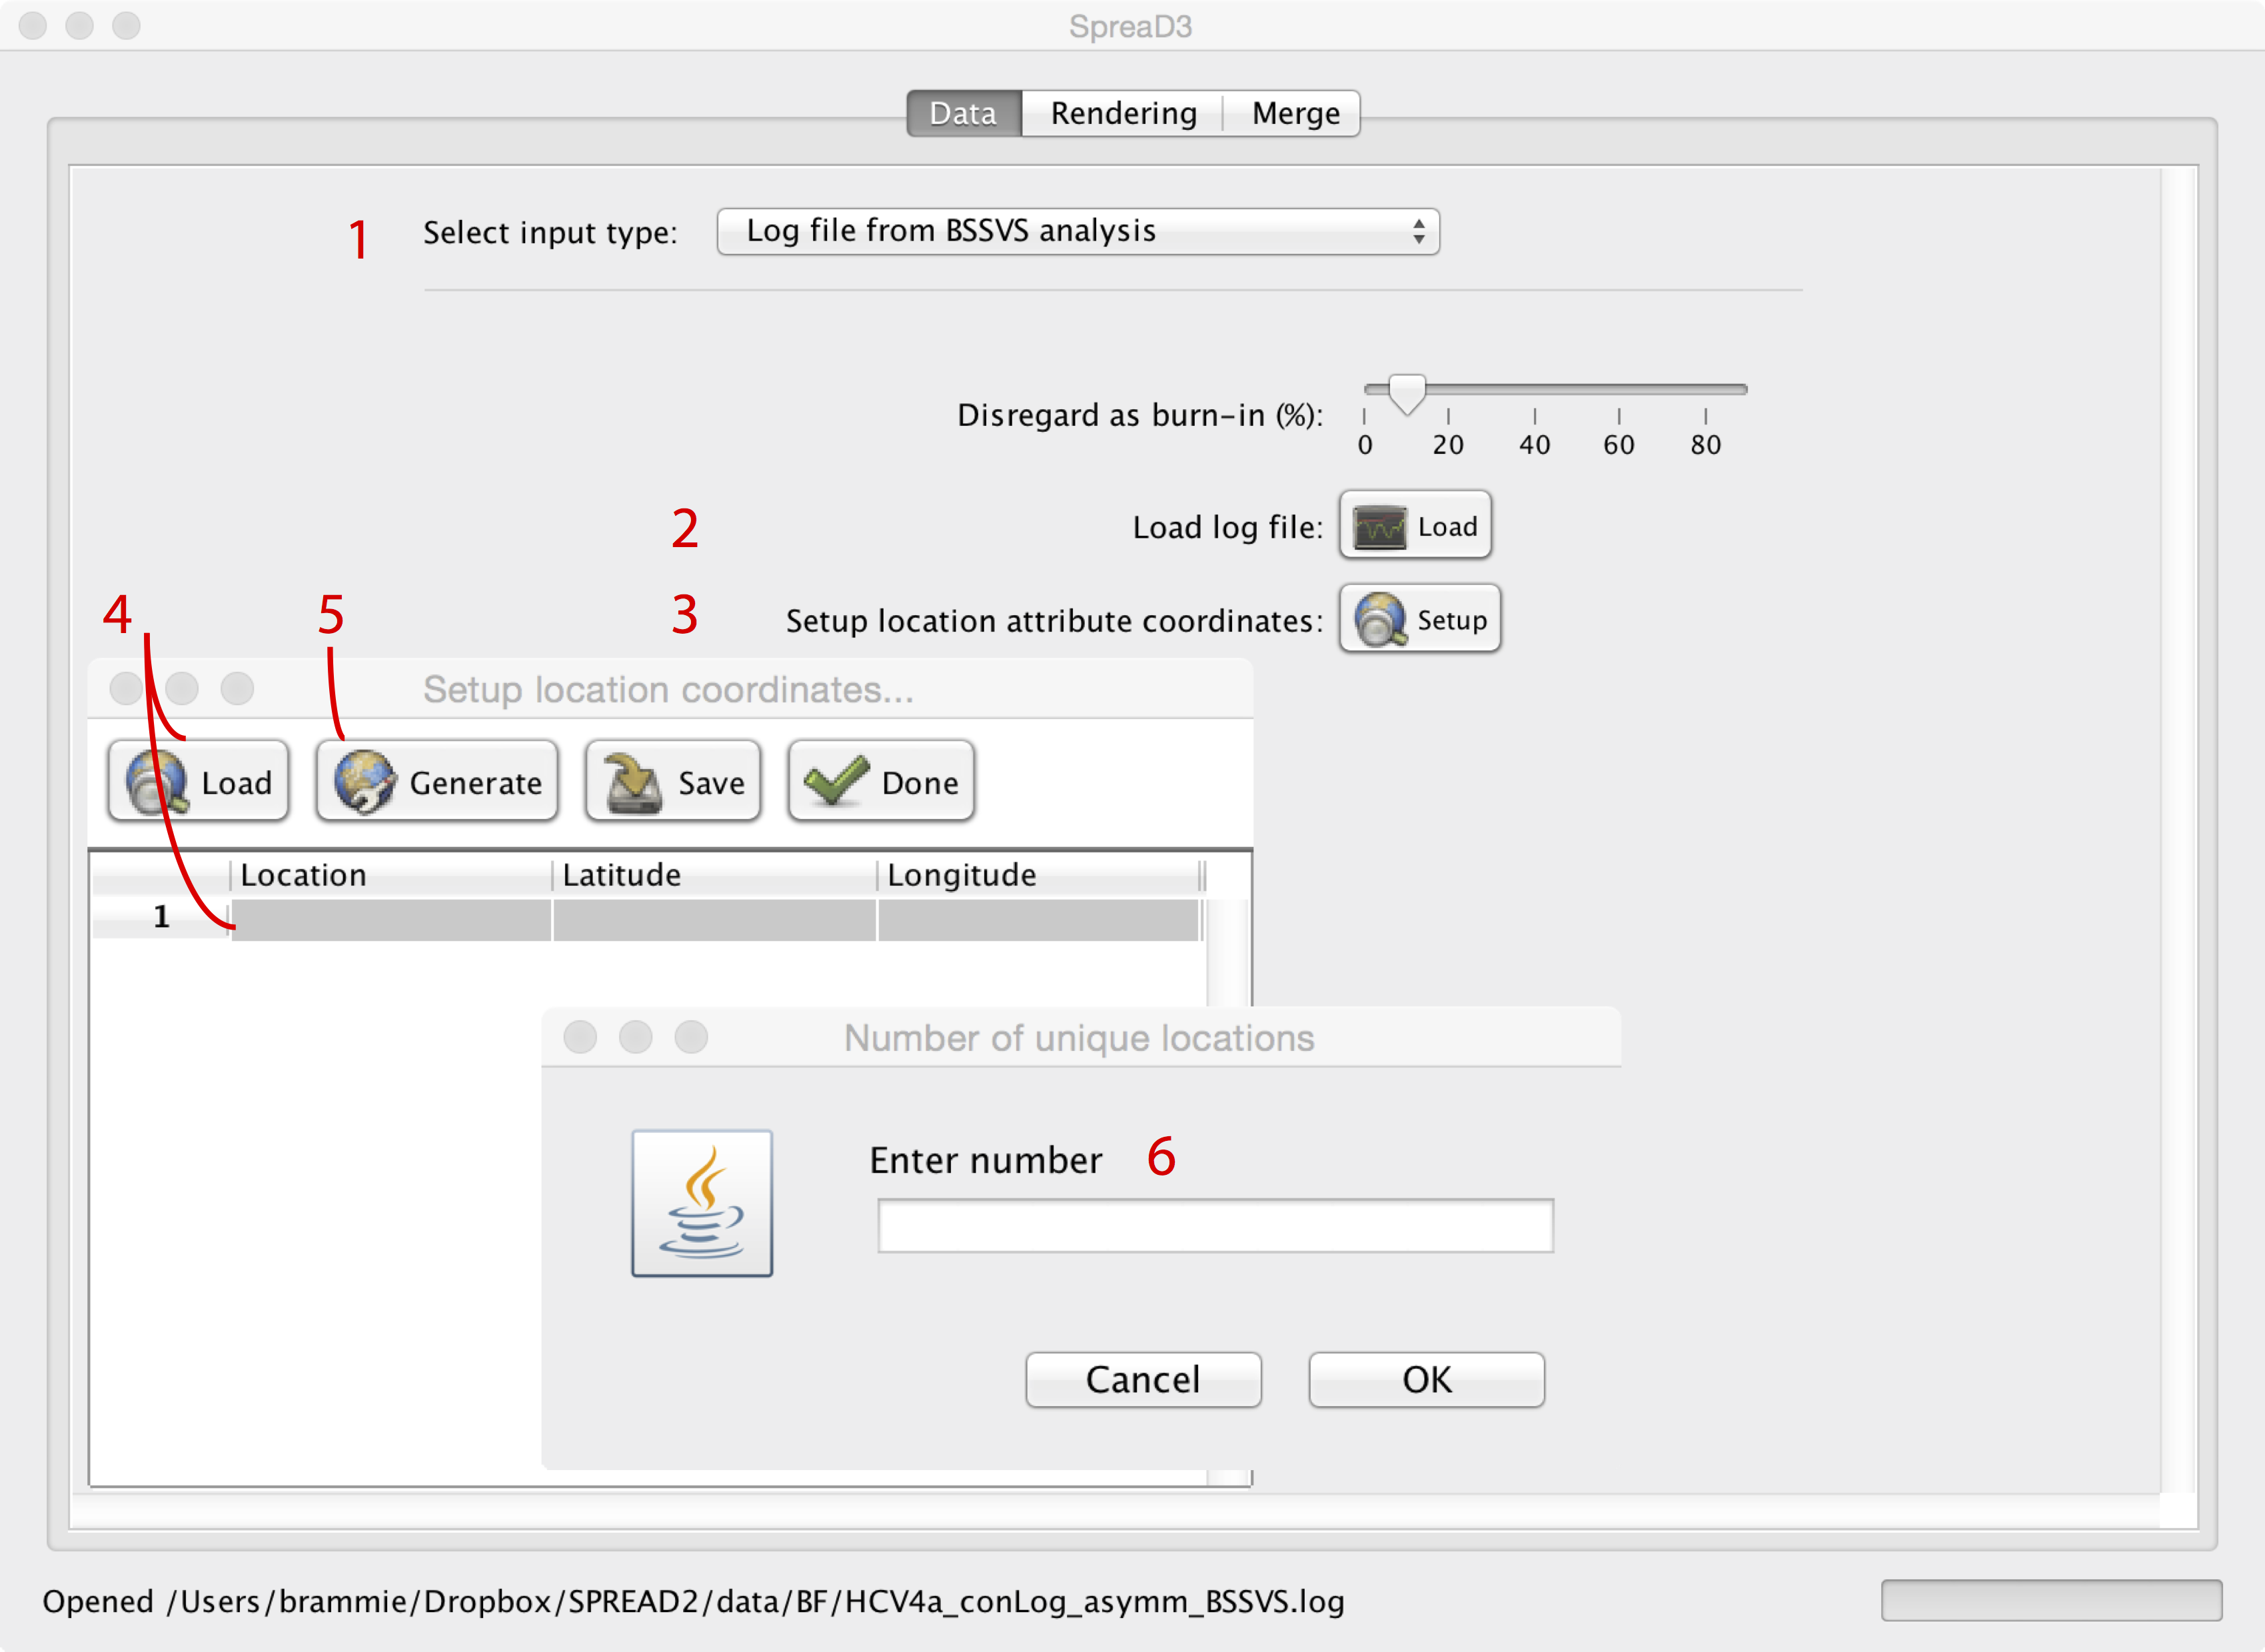 SpreaD3
Data Rendering Merge
1 Select input type: Log file from BSSVS analysis
Disregard as burn-in (%):
0 20 40 60 80
2 Load log file: Load
4 5 3 Setup location attribute coordinates: Setup
Setup location coordinates...
Load Generate Save Done
Location Latitude Longitude
1
Number of unique locations
Enter number 6
Cancel OK
Opened /Users/brammie/Dropbox/SPREAD2/data/BF/HCV4a_conLog_asymm_BSSVS.log